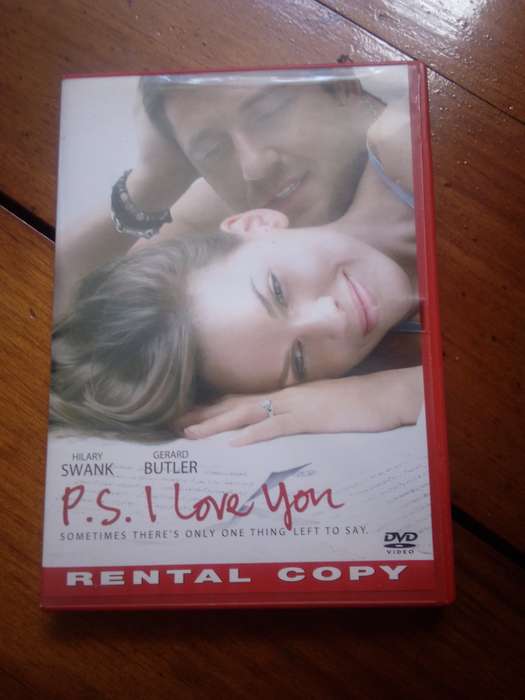 HILARY SWANK
GERARD BUTLER
P.S. I Love You
SOMETIMES THERE'S ONLY ONE THING LEFT TO SAY.
DVD
VIDEO
RENTAL COPY